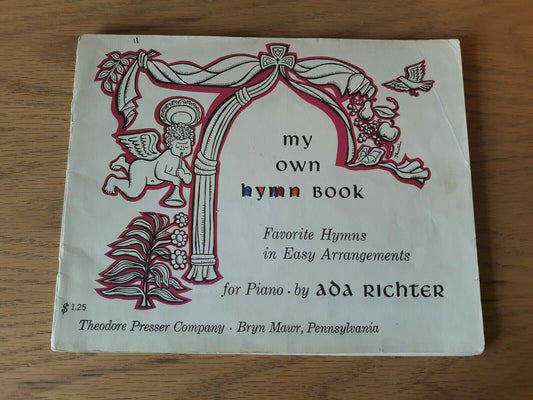 my
own
hymn BOOK
Favorite Hymns
in Easy Arrangements
for Piano · by ADA RICHTER
$1.25
Theodore Presser Company · Bryn Mawr, Pennsylvania